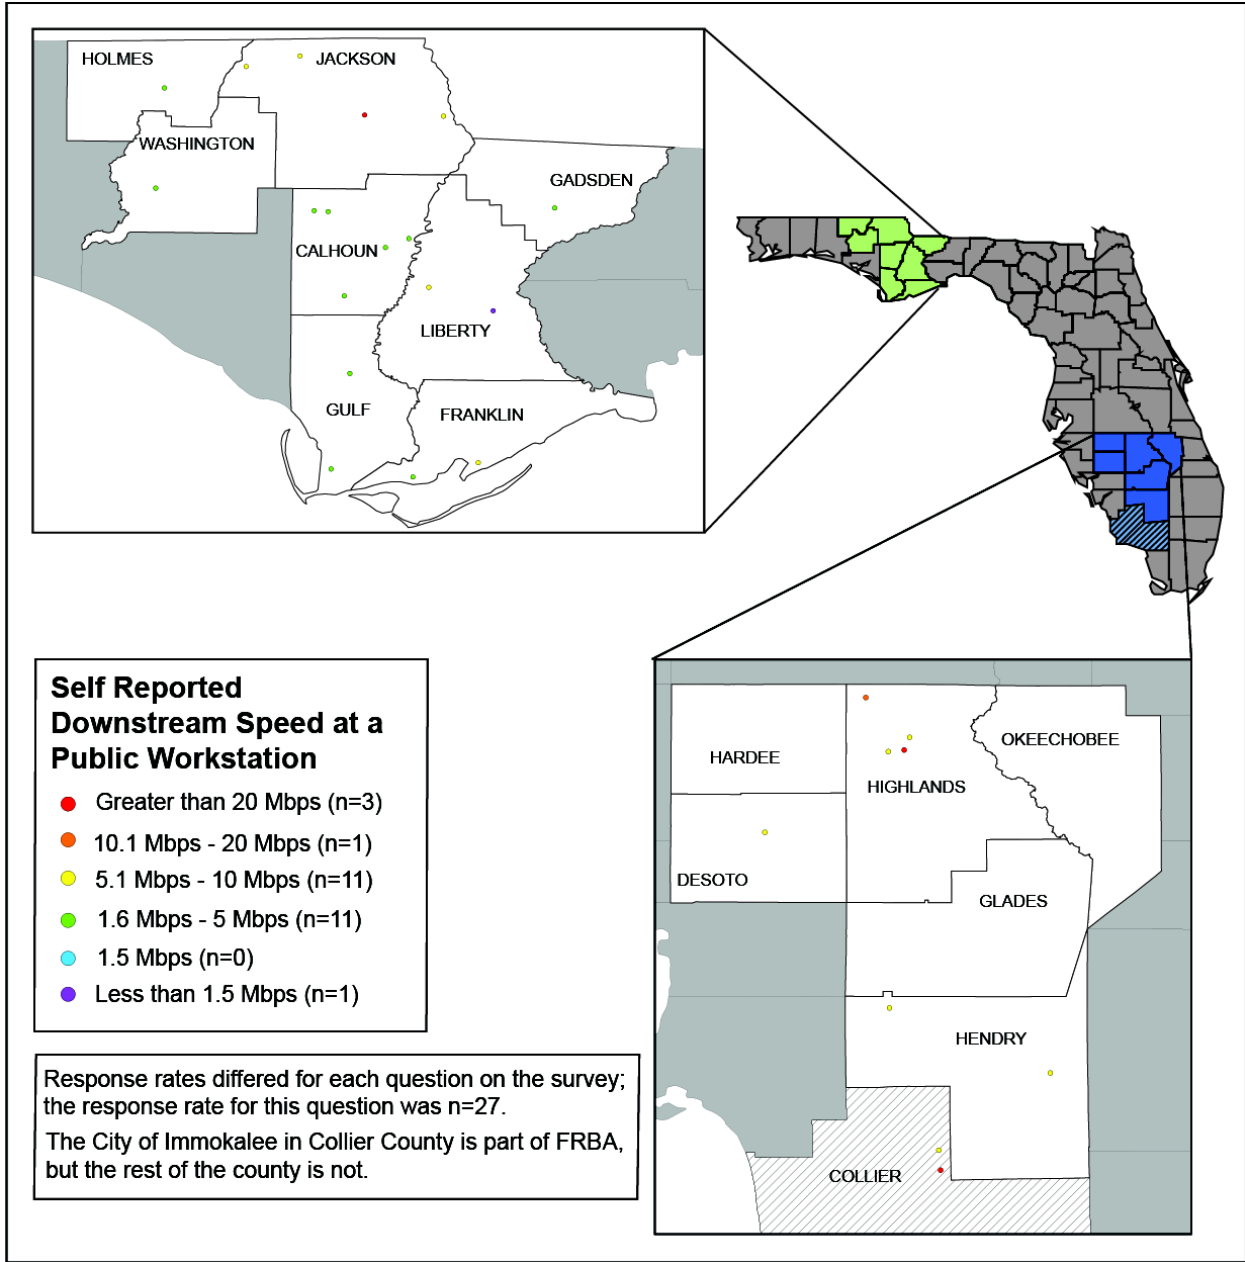 HOLMES
JACKSON
WASHINGTON
GADSDEN
CALHOUN
LIBERTY
GULF
FRANKLIN
Self Reported
Downstream Speed at a
Public Workstation
Greater than 20 Mbps (n=3)
10.1 Mbps - 20 Mbps (n=1)
5.1 Mbps - 10 Mbps (n=11)
1.6 Mbps - 5 Mbps (n=11)
1.5 Mbps (n=0)
Less than 1.5 Mbps (n=1)
Response rates differed for each question on the survey;
the response rate for this question was n=27.
The City of Immokalee in Collier County is part of FRBA,
but the rest of the county is not.
OKEECHOBEE
HARDEE
HIGHLANDS
DESOTO
GLADES
HENDRY
COLLIER